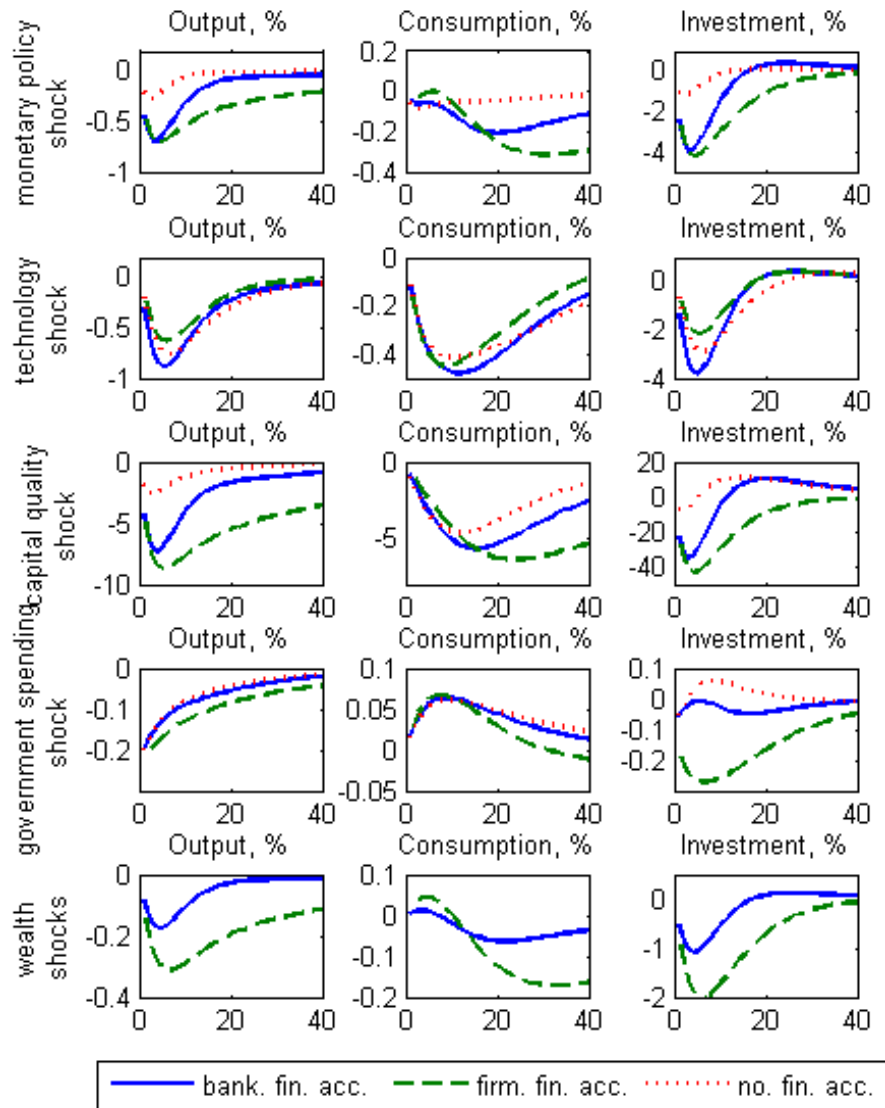 Output, %
Consumption, %
Investment, %
monetary policy
shock
0
-0.5
-1
0 20 40
0.2
0
-0.2
-0.4
0 20 40
0
-2
-4
0 20 40
Output, %
Consumption, %
Investment, %
technology
shock
0
-0.5
-1
0 20 40
0
-0.2
-0.4
0 20 40
0
-2
-4
0 20 40
Output, %
Consumption, %
Investment, %
capital quality
shock
0
-5
-10
0 20 40
0
-5
0 20 40
20
0
-20
-40
0 20 40
Output, %
Consumption, %
Investment, %
government spending
shock
0
-0.1
-0.2
0 20 40
0.1
0.05
0
-0.05
0 20 40
0.1
0
-0.1
-0.2
0 20 40
Output, %
Consumption, %
Investment, %
wealth
shocks
0
-0.2
-0.4
0 20 40
0.1
0
-0.1
-0.2
0 20 40
0
-1
-2
0 20 40
bank. fin. acc.
firm. fin. acc.
no. fin. acc.